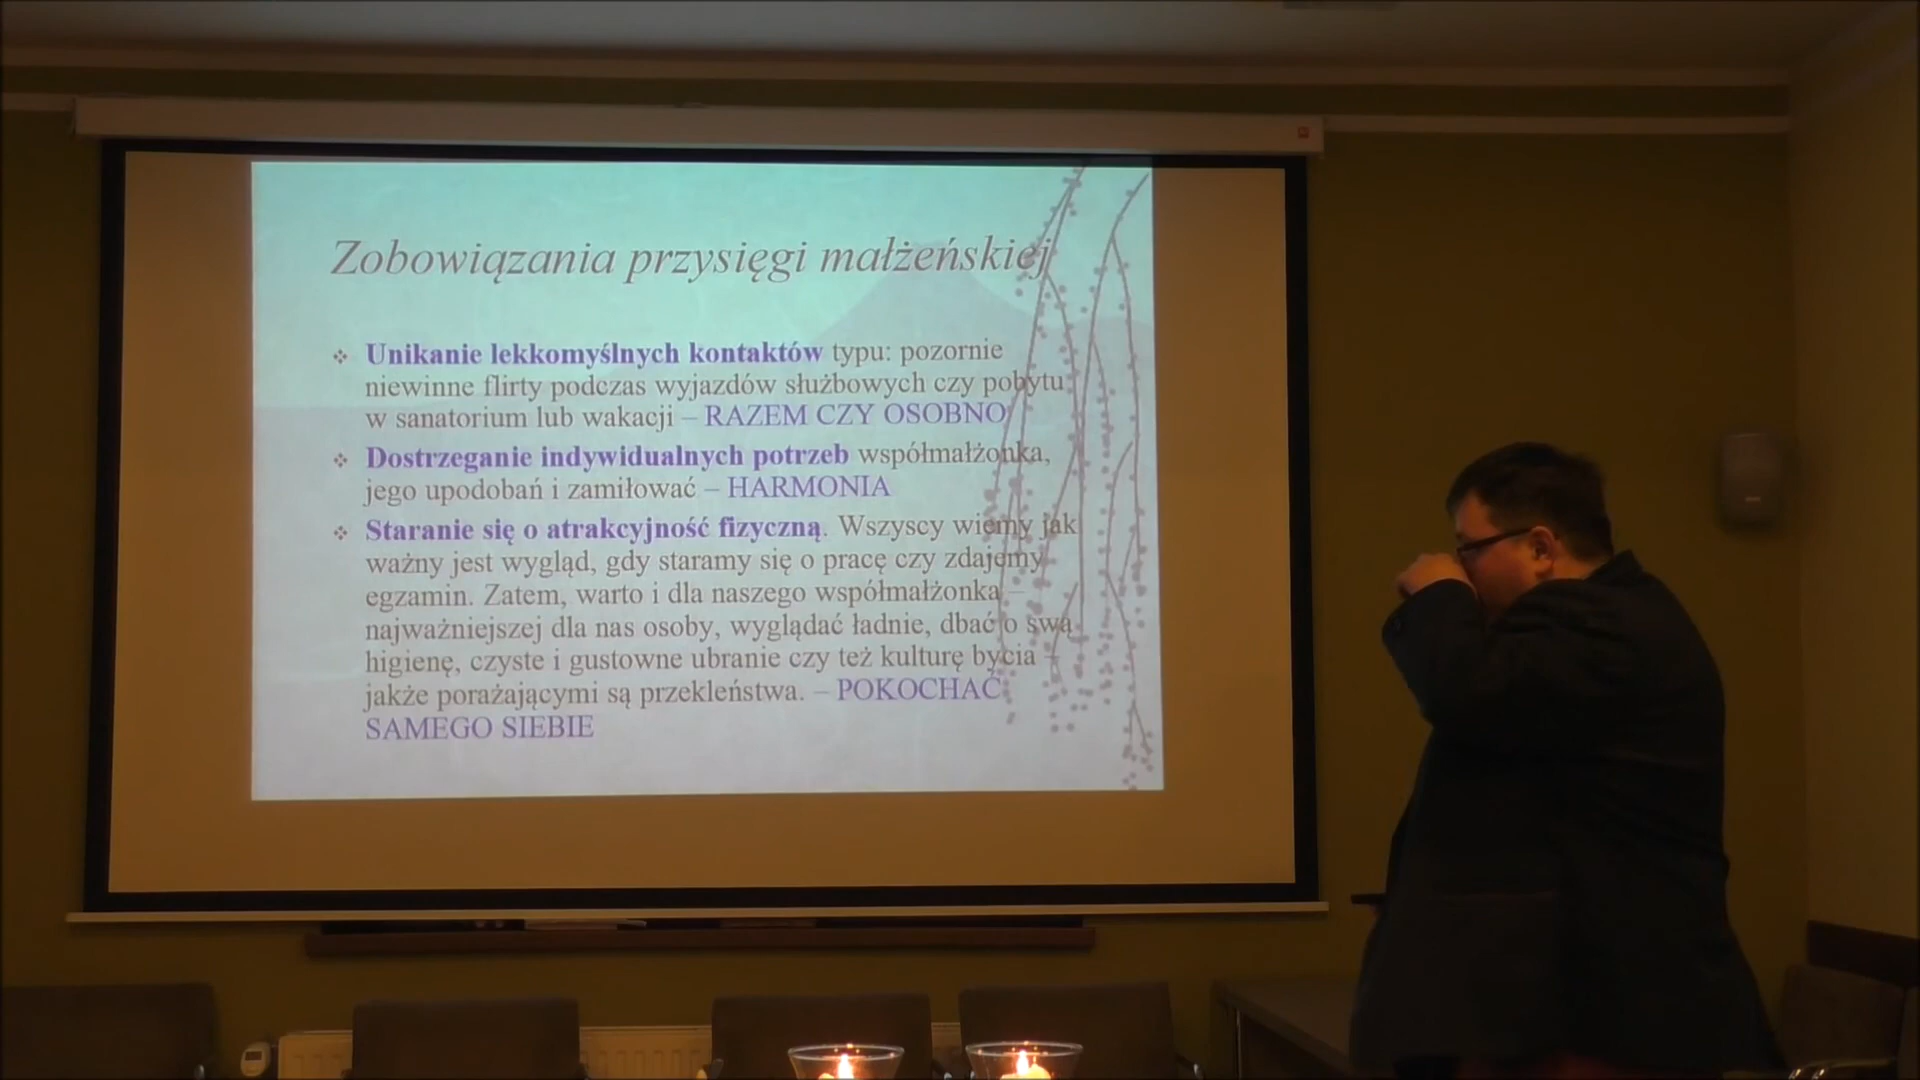 Zobowiązania przysięgi małżeńskiej
Unikanie lekkomyślnych kontaktów typu: pozornie
niewinne flirty podczas wyjazdów służbowych czy pobytu
w sanatorium lub wakacji – RAZEM CZY OSOBNO
Dostrzeganie indywidualnych potrzeb współmałżonka,
jego upodobań i zamiłować – HARMONIA
Staranie się o atrakcyjność fizyczną. Wszyscy wiemy jak
ważny jest wygląd, gdy staramy się o pracę czy zdajemy
egzamin. Zatem, warto i dla naszego współmałżonka –
najważniejszej dla nas osoby, wyglądać ładnie, dbać o swą
higienę, czyste i gustowne ubranie czy też kulturę bycia –
jakże porażającymi są przekleństwa. – POKOCHAĆ
SAMEGO SIEBIE